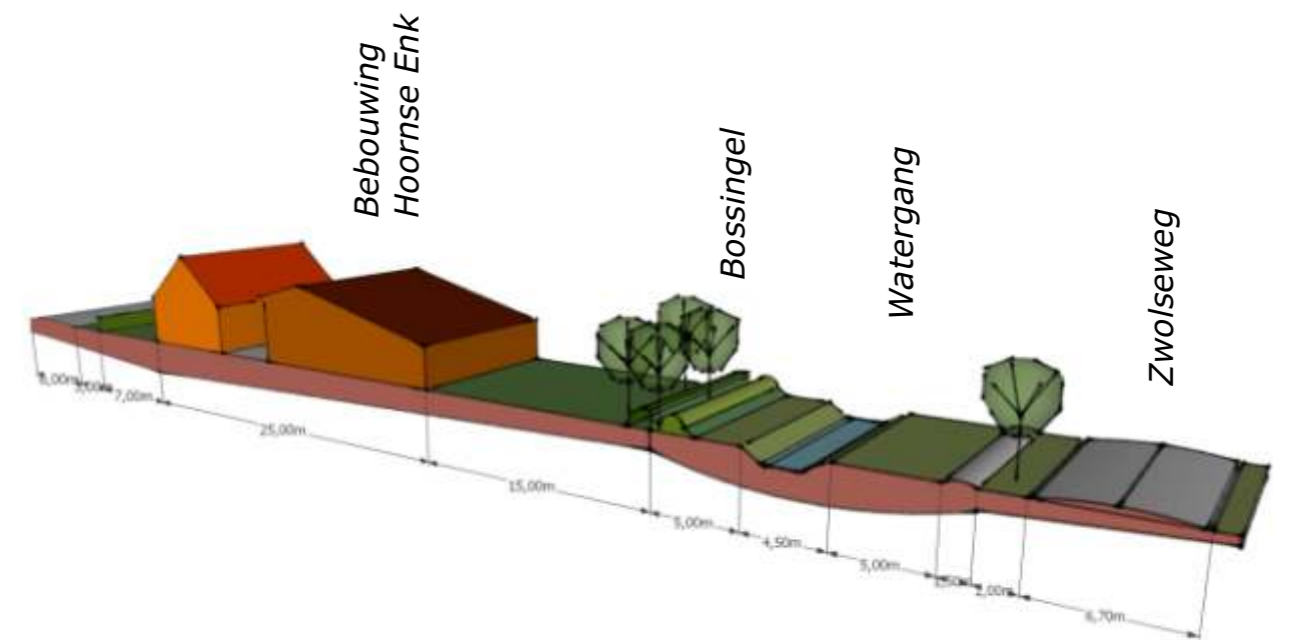 Bebouwing
Hoornse Enk
Bossingel
Watergang
Zwolseweg
7,00m
25,00m
15,00m
5,00m
4,50m
5,00m
2,00m
6,70m